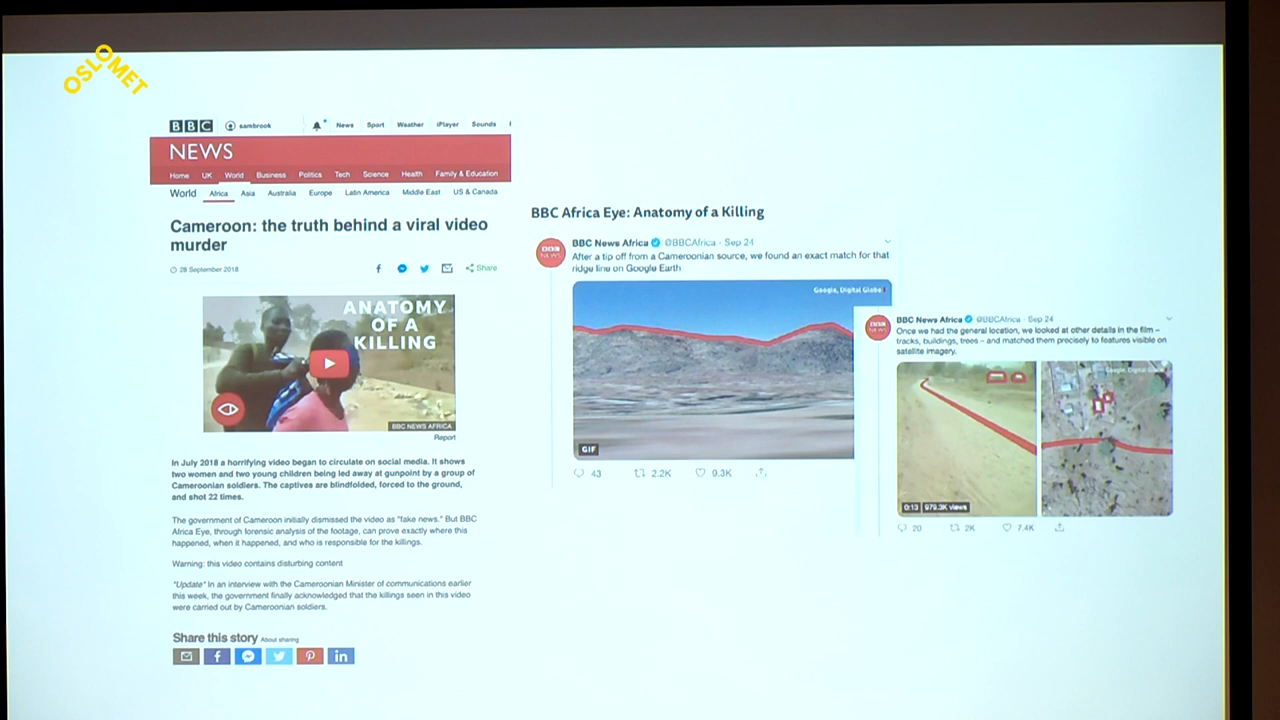 OSLOMET
BBC sambrook News Sport Weather iPlayer Sounds
NEWS
Home UK World Business Politics Tech Science Health Family & Education
World Africa Asia Australia Europe Latin America Middle East US & Canada
Cameroon: the truth behind a viral video
murder
28 September 2018 Share
ANATOMY
OF A
KILLING
BBC NEWS AFRICA
Report
In July 2018 a horrifying video began to circulate on social media. It shows
two women and two young children being led away at gunpoint by a group of
Cameroonian soldiers. The captives are blindfolded, forced to the ground,
and shot 22 times.
The government of Cameroon initially dismissed the video as "fake news." But BBC
Africa Eye, through forensic analysis of the footage, can prove exactly where this
happened, when it happened, and who is responsible for the killings.
Warning: this video contains disturbing content
*Update* In an interview with the Cameroonian Minister of communications earlier
this week, the government finally acknowledged that the killings seen in this video
were carried out by Cameroonian soldiers.
Share this story About sharing
BBC Africa Eye: Anatomy of a Killing
BBC NEWS
BBC News Africa @BBCAfrica · Sep 24
After a tip off from a Cameroonian source, we found an exact match for that
ridge line on Google Earth
Google, Digital Globe
GIF
43 2.2K 9.3K
BBC NEWS
BBC News Africa @BBCAfrica · Sep 24
Once we had the general location, we looked at other details in the film –
tracks, buildings, trees – and matched them precisely to features visible on
satellite imagery.
Google, Digital Globe
0:13 979.3K views
20 2K 7.4K